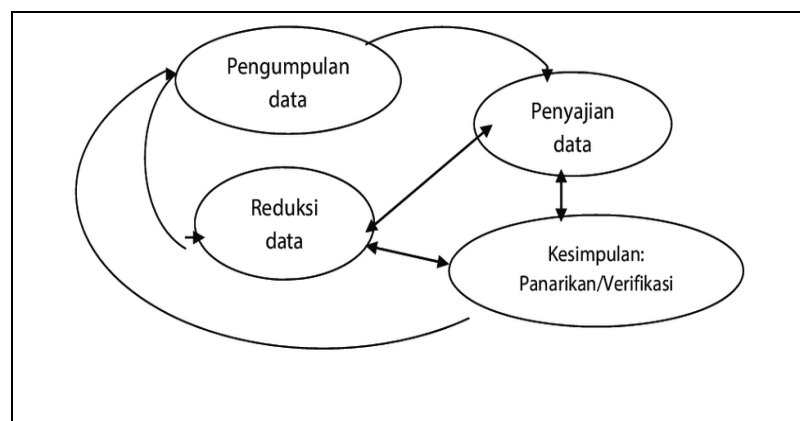 Pengumpulan
data
Penyajian
data
Reduksi
data
Kesimpulan:
Panarikan/Verifikasi